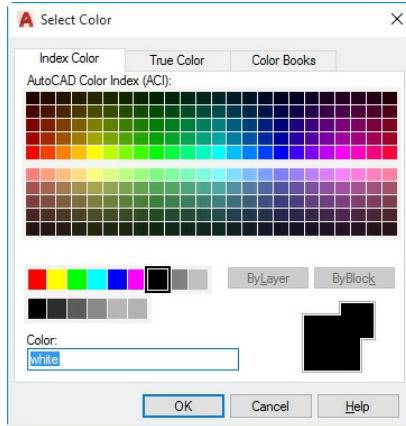 Select Color
Index Color True Color Color Books
AutoCAD Color Index (ACI):
ByLayer ByBlock
Color:
white
OK Cancel Help